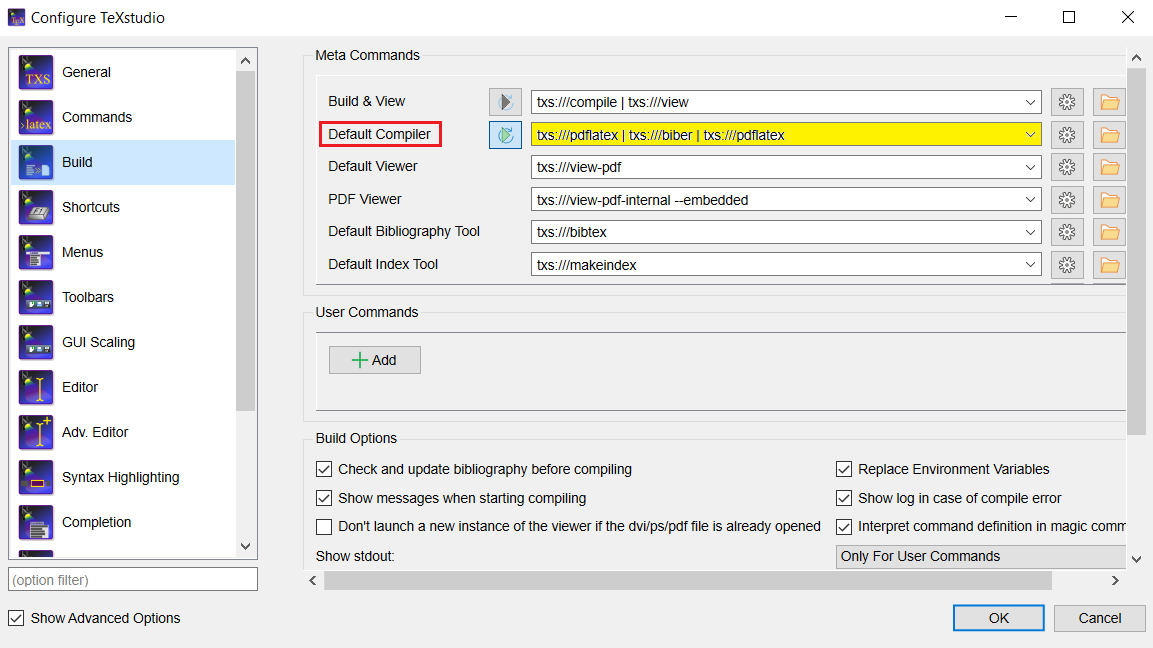 Configure TeXstudio
General
Commands
Build
Shortcuts
Menus
Toolbars
GUI Scaling
Editor
Adv. Editor
Syntax Highlighting
Completion
(option filter)
Show Advanced Options
Meta Commands
Build & View txs:///compile | txs:///view
Default Compiler txs:///pdflatex | txs:///biber | txs:///pdflatex
Default Viewer txs:///view-pdf
PDF Viewer txs:///view-pdf-internal --embedded
Default Bibliography Tool txs:///bibtex
Default Index Tool txs:///makeindex
User Commands
Add
Build Options
Check and update bibliography before compiling Replace Environment Variables
Show messages when starting compiling Show log in case of compile error
Don't launch a new instance of the viewer if the dvi/ps/pdf file is already opened Interpret command definition in magic comm
Show stdout: Only For User Commands
OK Cancel